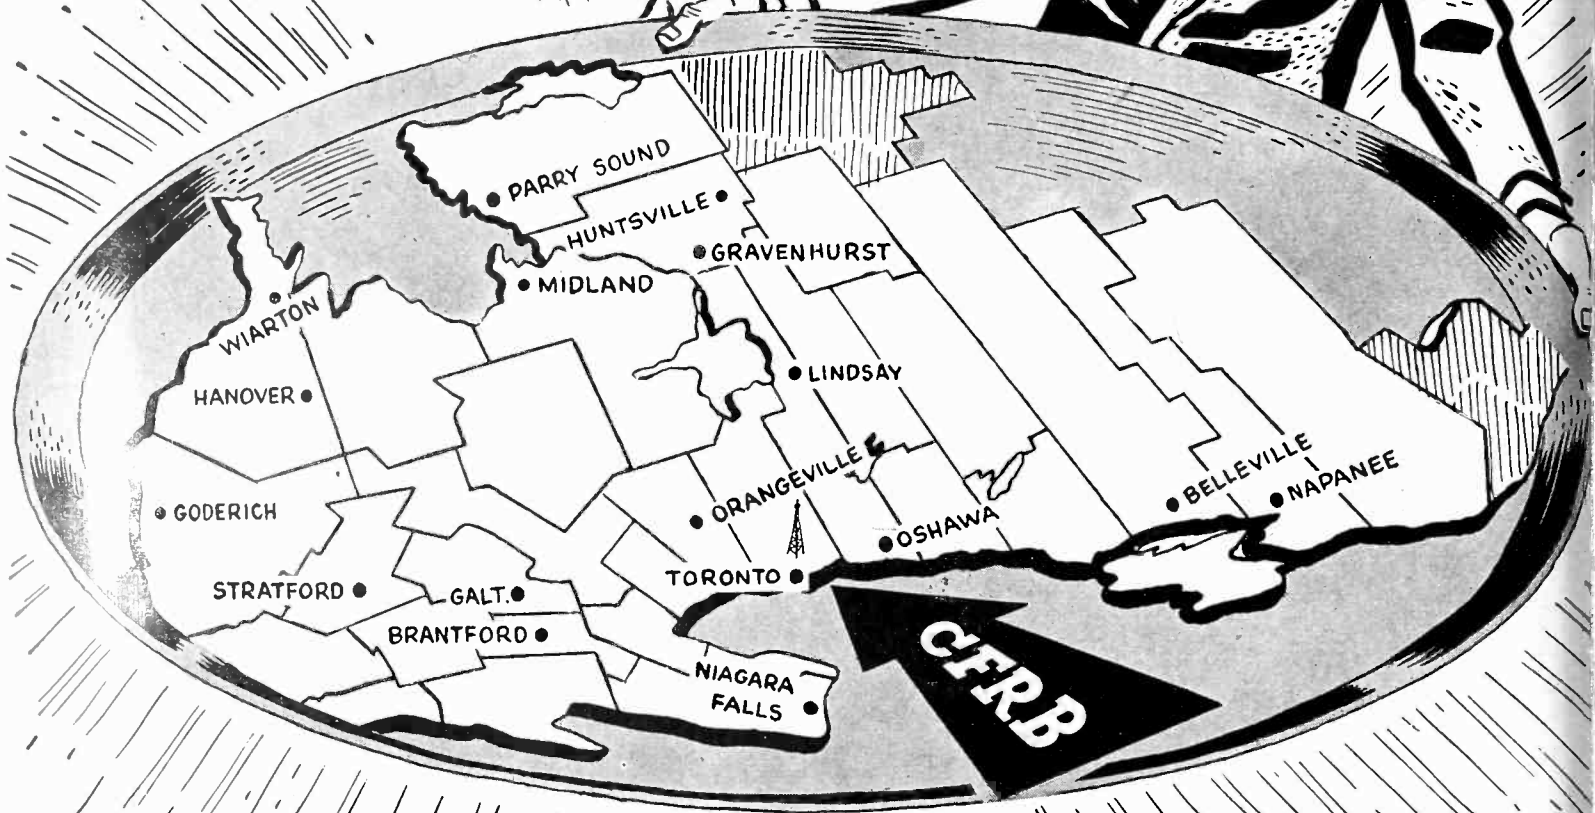 PARRY SOUND
HUNTSVILLE
GRAVENHURST
MIDLAND
WIARTON
LINDSAY
HANOVER
ORANGEVILLE
BELLEVILLE
NAPANEE
GODERICH
OSHAWA
TORONTO
STRATFORD
GALT.
BRANTFORD
CFRB
NIAGARA
FALLS